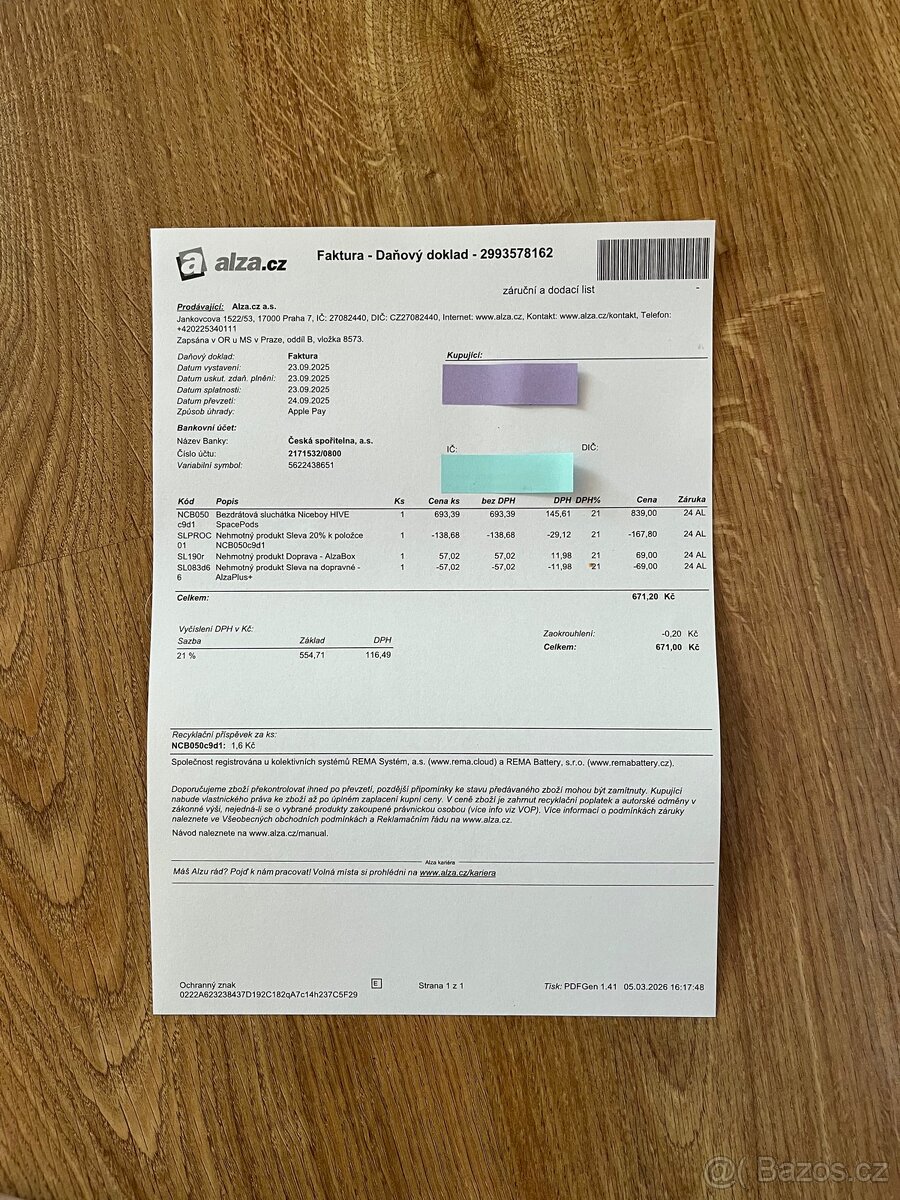 alza.cz
Faktura - Daňový doklad - 2993578162
záruční a dodací list -
Prodávající: Alza.cz a.s.
Jankovcova 1522/53, 17000 Praha 7, IČ: 27082440, DIČ: CZ27082440, Internet: www.alza.cz, Kontakt: www.alza.cz/kontakt, Telefon:
+420225340111
Zapsána v OR u MS v Praze, oddíl B, vložka 8573.
Daňový doklad: Faktura
Datum vystavení: 23.09.2025
Datum uskut. zdaň. plnění: 23.09.2025
Datum splatnosti: 23.09.2025
Datum převzetí: 24.09.2025
Způsob úhrady: Apple Pay
Kupující:
Bankovní účet:
Název Banky: Česká spořitelna, a.s.
Číslo účtu: 2171532/0800
Variabilní symbol: 5622438651
IČ: DIČ:
Kód Popis Ks Cena ks bez DPH DPH DPH% Cena Záruka
NCB050 Bezdrátová sluchátka Niceboy HIVE 1 693,39 693,39 145,61 21 839,00 24 AL
c9d1 SpacePods
SLPROC Nehmotný produkt Sleva 20% k položce 1 -138,68 -138,68 -29,12 21 -167,80 24 AL
01 NCB050c9d1
SL190r Nehmotný produkt Doprava - AlzaBox 1 57,02 57,02 11,98 21 69,00 24 AL
SL083d6 Nehmotný produkt Sleva na dopravné - 1 -57,02 -57,02 -11,98 21 -69,00 24 AL
6 AlzaPlus+
Celkem: 671,20 Kč
Vyčíslení DPH v Kč:
Sazba Základ DPH
21 % 554,71 116,49
Zaokrouhlení: -0,20 Kč
Celkem: 671,00 Kč
Recyklační příspěvek za ks:
NCB050c9d1: 1,6 Kč
Společnost registrována u kolektivních systémů REMA Systém, a.s. (www.rema.cloud) a REMA Battery, s.r.o. (www.remabattery.cz).
Doporučujeme zboží překontrolovat ihned po převzetí, pozdější připomínky ke stavu předávaného zboží mohou být zamítnuty. Kupující
nabude vlastnického práva ke zboží až po úplném zaplacení kupní ceny. V ceně zboží je zahrnut recyklační poplatek a autorské odměny v
zákonné výši, nejedná-li se o vybrané produkty zakoupené právnickou osobou (více info viz VOP). Více informací o podmínkách záruky
naleznete ve Všeobecných obchodních podmínkách a Reklamačním řádu na www.alza.cz.
Návod naleznete na www.alza.cz/manual.
Alza kariéra
Máš Alzu rád? Pojď k nám pracovat! Volná místa si prohlédni na www.alza.cz/kariera
Ochranný znak E Strana 1 z 1 Tisk: PDFGen 1.41 05.03.2026 16:17:48
0222A623238437D192C182qA7c14h237C5F29
@( Bazos.cz